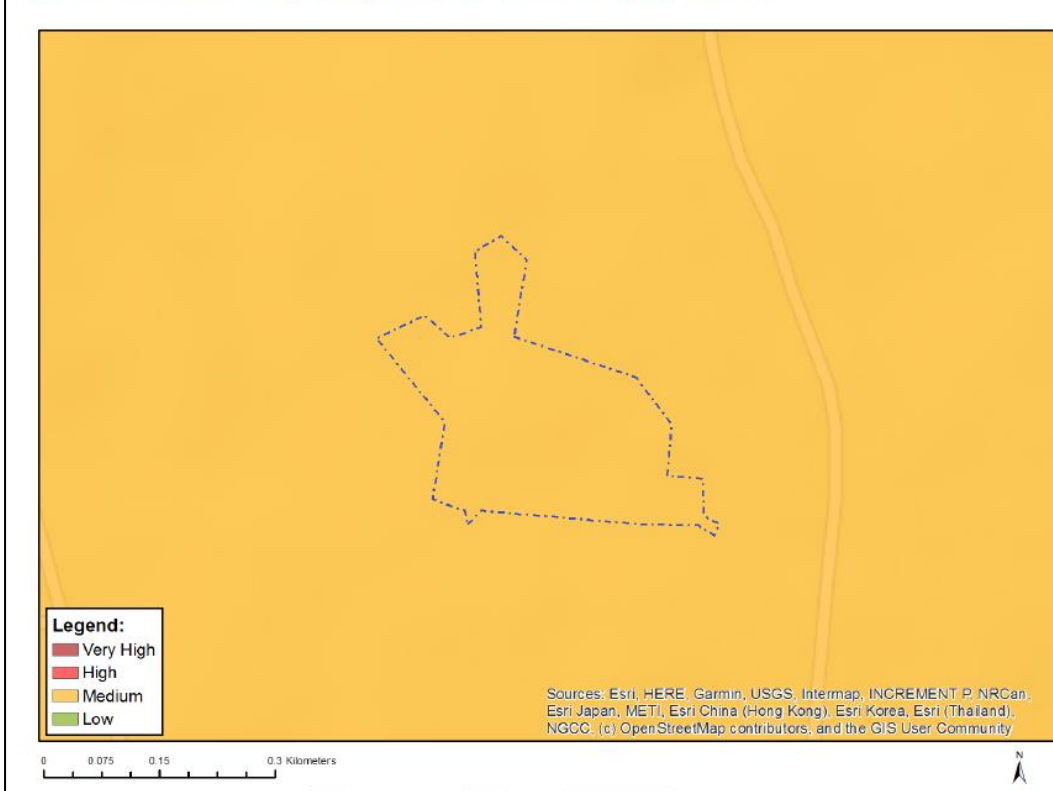 Legend:
Very High
High
Medium
Low
Sources: Esri, HERE, Garmin, USGS, Intermap, INCREMENT P, NRCan,
Esri Japan, METI, Esri China (Hong Kong), Esri Korea, Esri (Thailand),
NGCC, (c) OpenStreetMap contributors, and the GIS User Community
0 0.075 0.15 0.3 Kilometers
N